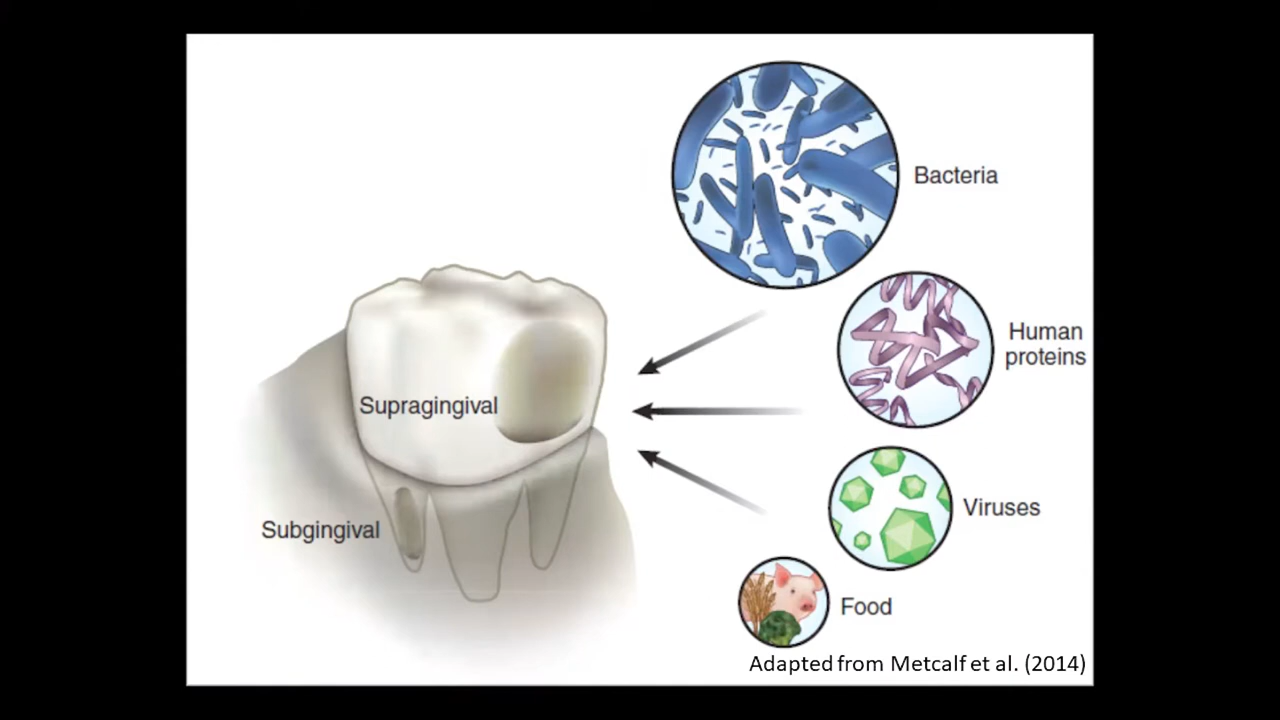 Bacteria
Human
proteins
Supragingival
Viruses
Subgingival
Food
Adapted from Metcalf et al. (2014)